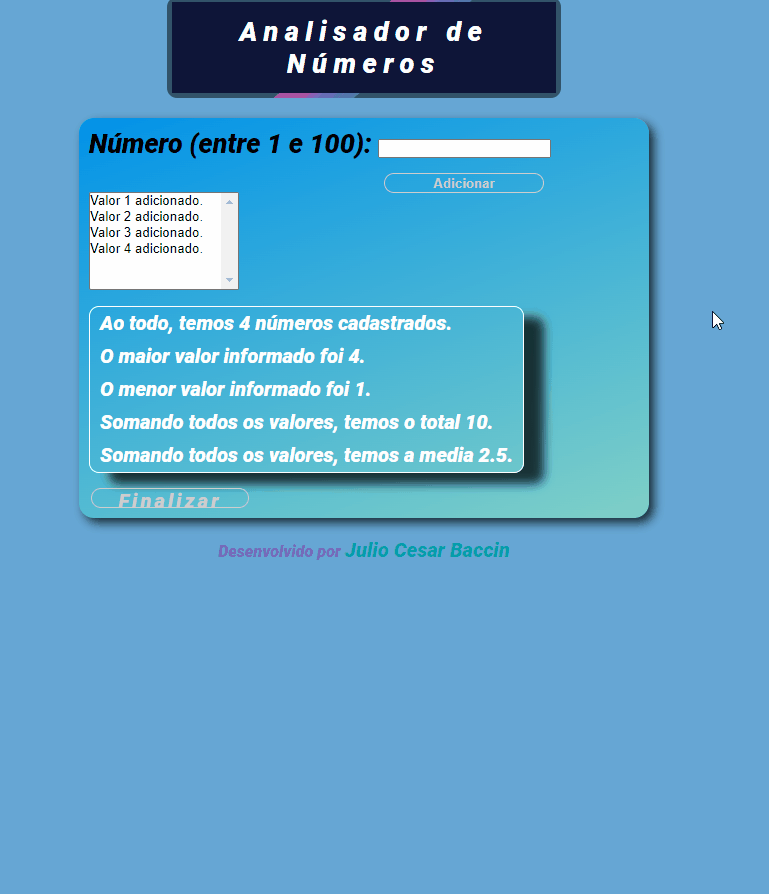 Analisador de
Números
Número (entre 1 e 100):
Adicionar
Valor 1 adicionado.
Valor 2 adicionado.
Valor 3 adicionado.
Valor 4 adicionado.
Ao todo, temos 4 números cadastrados.
O maior valor informado foi 4.
O menor valor informado foi 1.
Somando todos os valores, temos o total 10.
Somando todos os valores, temos a media 2.5.
Finalizar
Desenvolvido por Julio Cesar Baccin